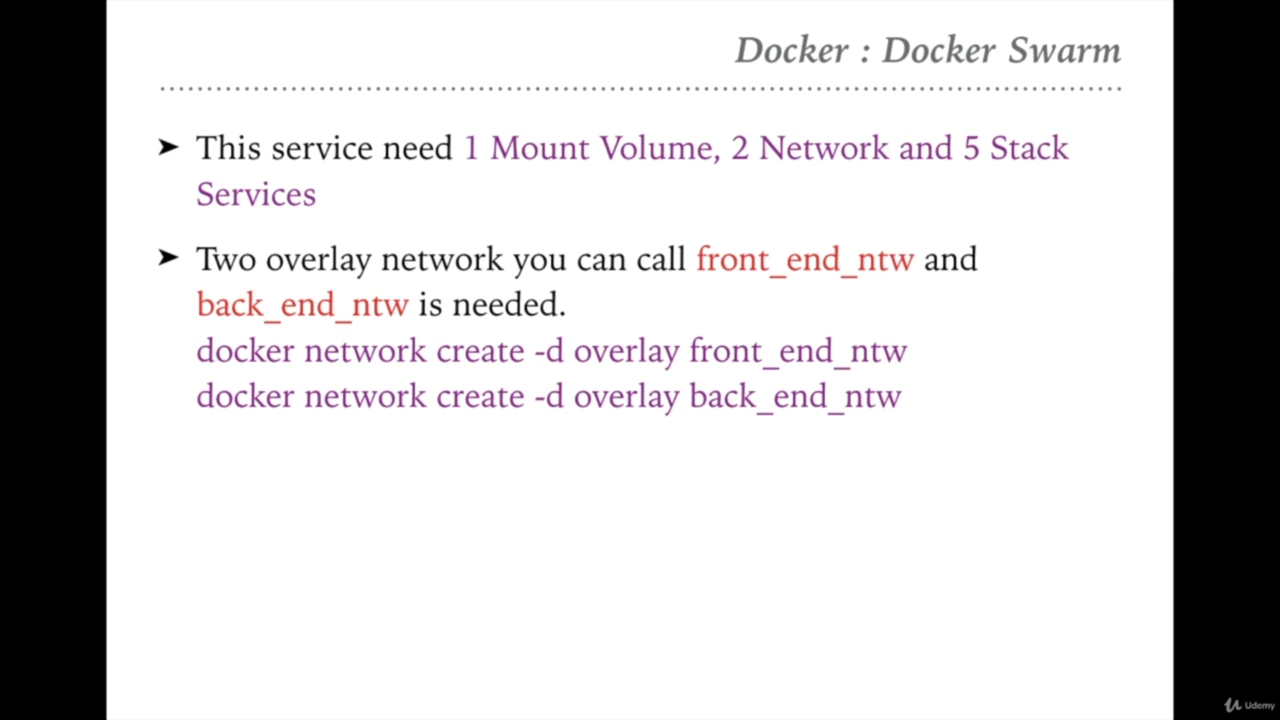 Docker : Docker Swarm
➤ This service need 1 Mount Volume, 2 Network and 5 Stack
Services
➤ Two overlay network you can call front_end_ntw and
back_end_ntw is needed.
docker network create -d overlay front_end_ntw
docker network create -d overlay back_end_ntw
Udemy